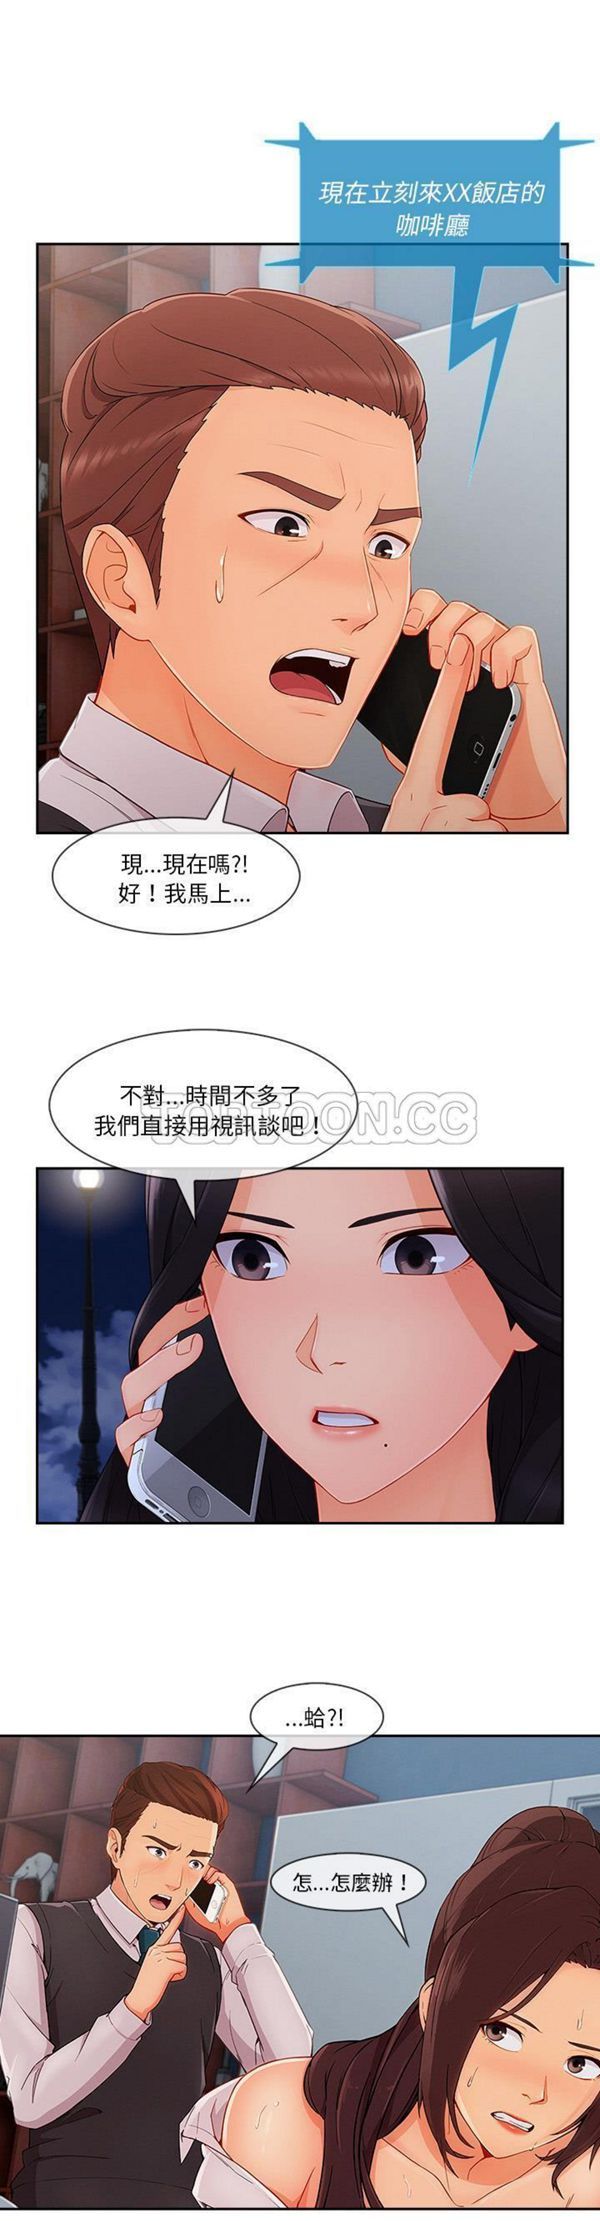 現在立刻來XX飯店的
咖啡廳
現...現在嗎?!
好！我馬上...
不對...時間不多了
我們直接用視訊談吧！
TOPTOON.CC
...蛤?!
怎...怎麼辦！